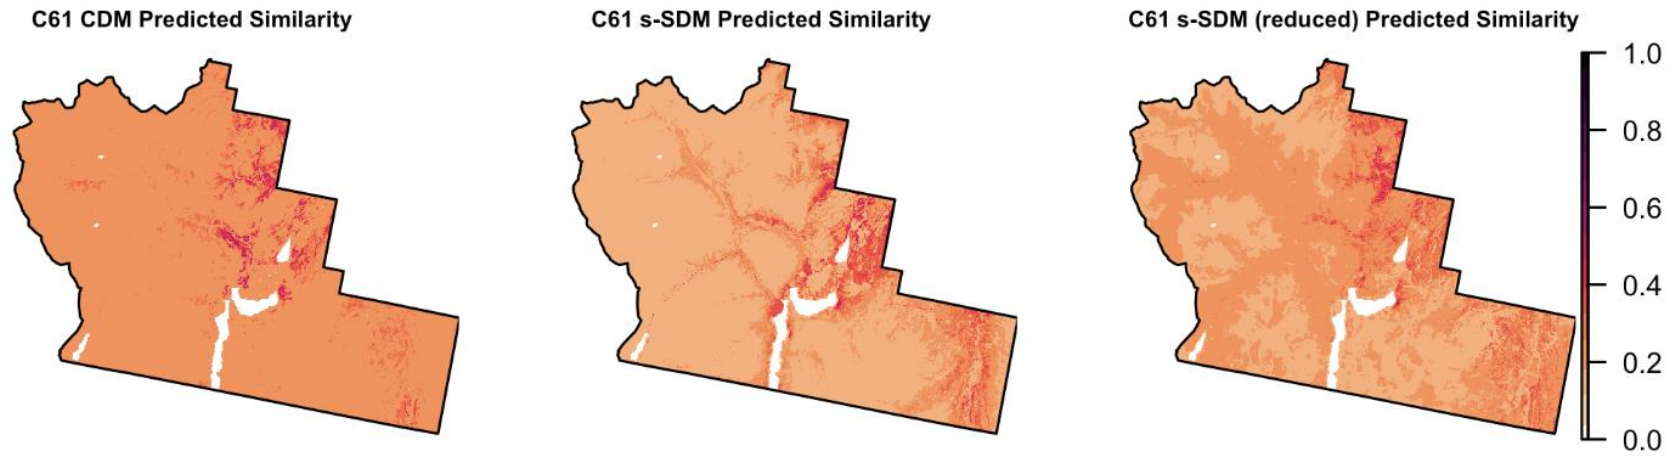 C61 CDM Predicted Similarity
C61 s-SDM Predicted Similarity
C61 s-SDM (reduced) Predicted Similarity
1.0
0.8
0.6
0.4
0.2
0.0